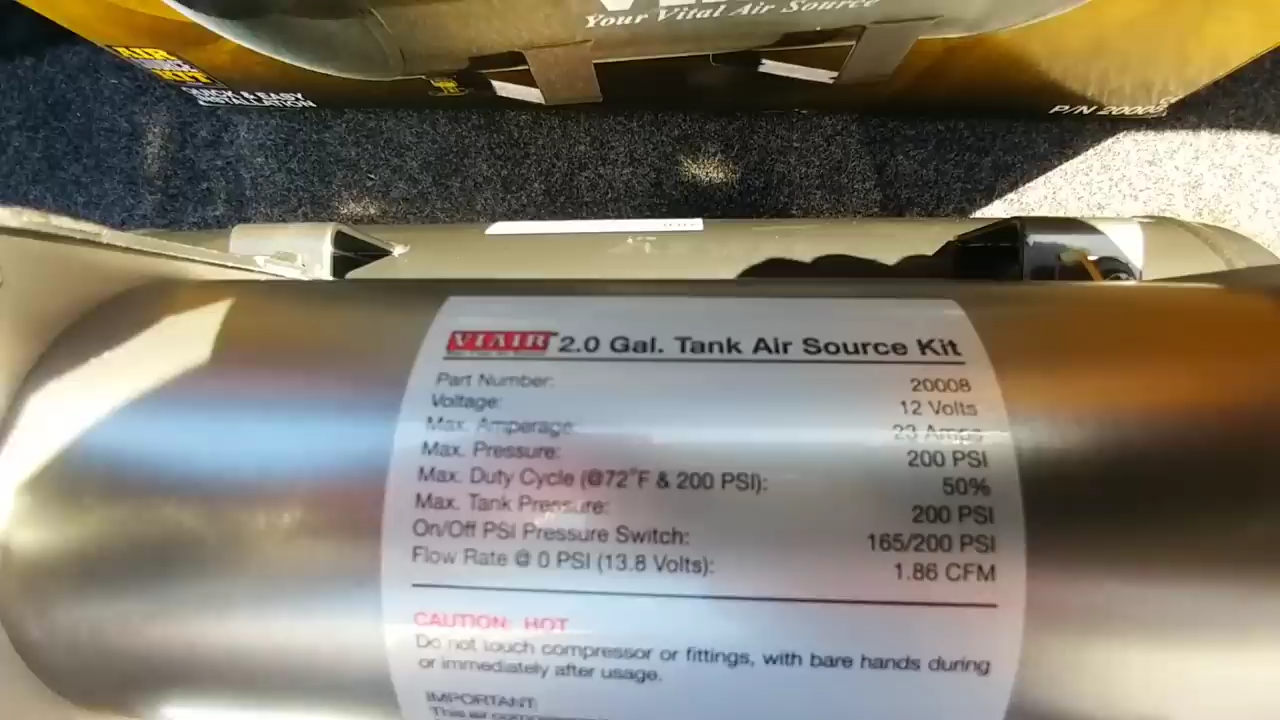 Your Vital Air Source
AIR
KIT
QUICK & EASY
INSTALLATION
P/N 20008
VIAIR 2.0 Gal. Tank Air Source Kit
Part Number: 20008
Voltage: 12 Volts
Max. Amperage: 23 Amps
Max. Pressure: 200 PSI
Max. Duty Cycle (@72°F & 200 PSI): 50%
Max. Tank Pressure: 200 PSI
On/Off PSI Pressure Switch: 165/200 PSI
Flow Rate @ 0 PSI (13.8 Volts): 1.86 CFM
CAUTION: HOT
Do not touch compressor or fittings, with bare hands during
or immediately after usage.
IMPORTANT:
This air